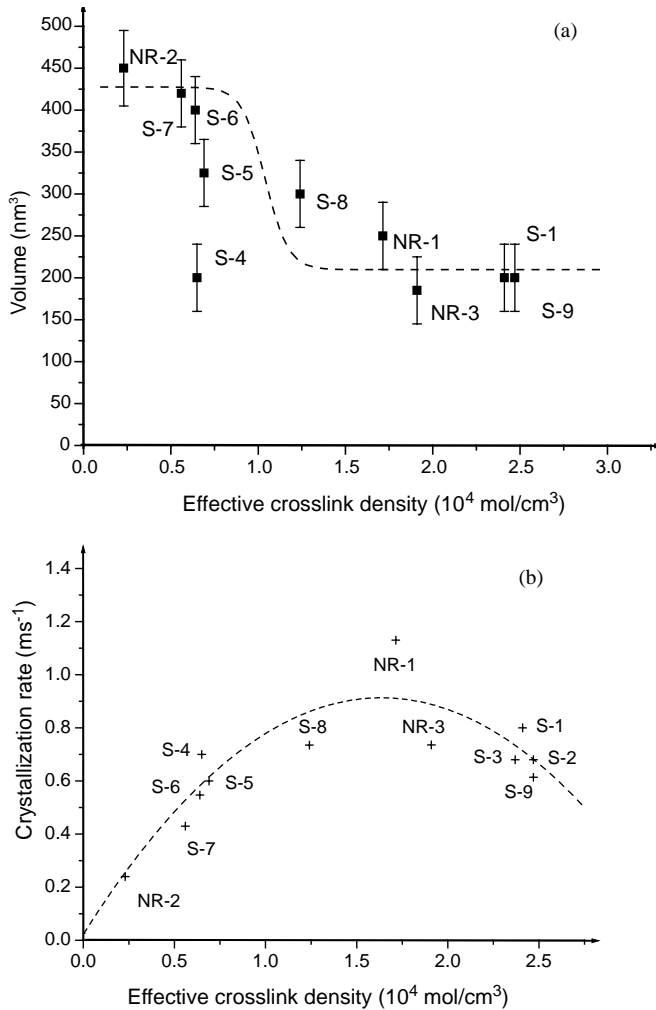 (a)
500
450
400
350
300
250
200
150
100
50
0
Volume (nm³)
NR-2
S-7
S-6
S-5
S-4
S-8
NR-1
NR-3
S-1
S-9
0.0 0.5 1.0 1.5 2.0 2.5 3.0
Effective crosslink density (10⁴ mol/cm³)
(b)
1.4
1.2
1.0
0.8
0.6
0.4
0.2
0.0
Crystallization rate (ms⁻¹)
NR-1
S-8
NR-3
S-1
S-4
S-3
S-2
S-6
S-5
S-9
S-7
NR-2
0.0 0.5 1.0 1.5 2.0 2.5
Effective crosslink density (10⁴ mol/cm³)